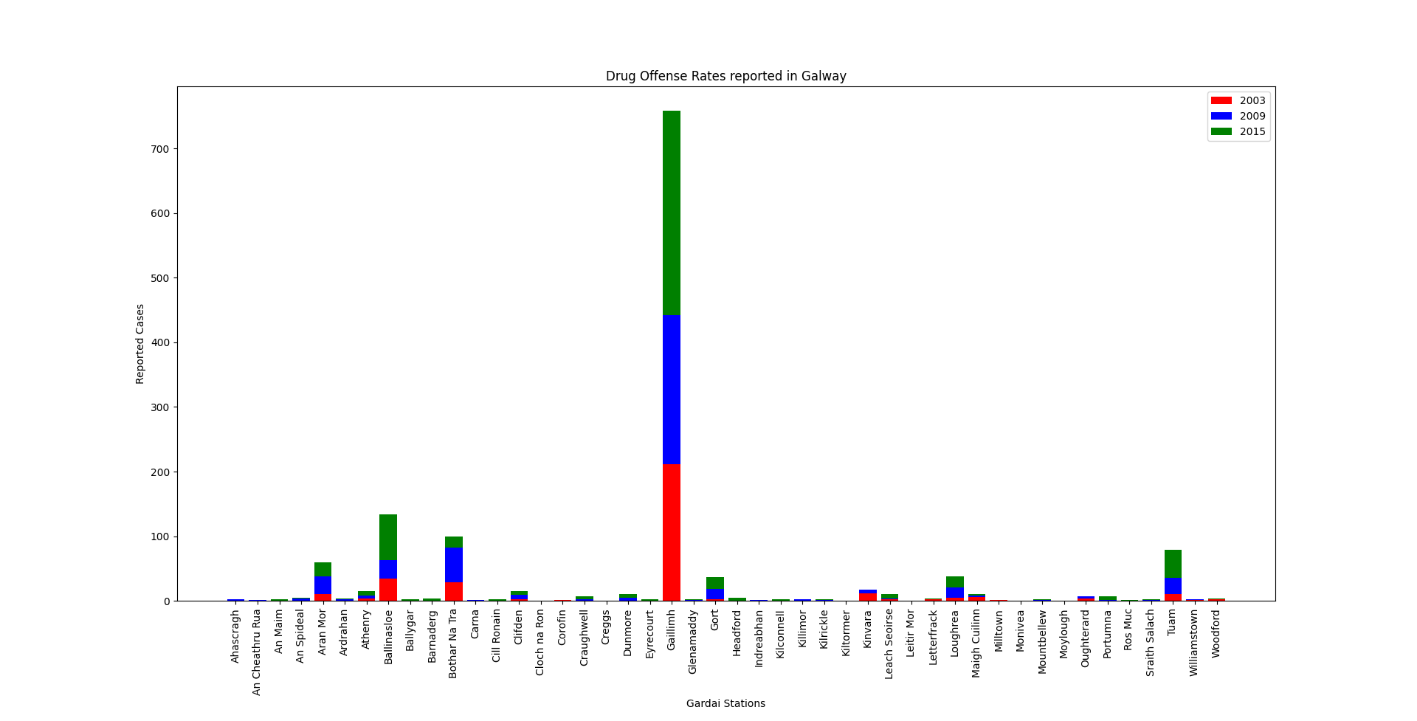 Drug Offense Rates reported in Galway
2003
2009
2015
Reported Cases
700
600
500
400
300
200
100
0
Ahascragh
An Cheathru Rua
An Maim
An Spideal
Aran Mor
Ardrahan
Athenry
Ballinasloe
Ballygar
Barnaderg
Bothar Na Tra
Carna
Cill Ronain
Clifden
Cloch na Ron
Corofin
Craughwell
Creggs
Dunmore
Eyrecourt
Gaillimh
Glenamaddy
Gort
Headford
Indreabhan
Kilconnell
Killimor
Kilrickle
Kiltormer
Kinvara
Leach Seoirse
Leitir Mor
Letterfrack
Loughrea
Maigh Cuilinn
Milltown
Monivea
Mountbellew
Moylough
Oughterard
Portumna
Ros Muc
Sraith Salach
Tuam
Williamstown
Woodford
Gardai Stations